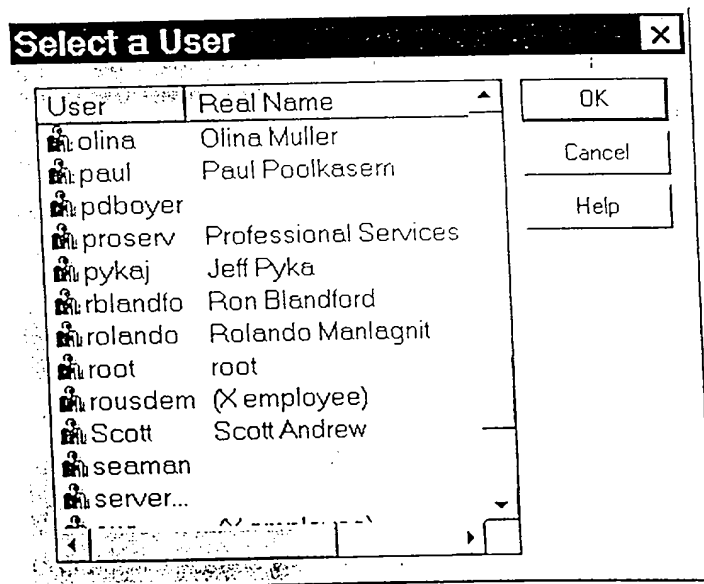 Select a User
User Real Name
olina Olina Muller
paul Paul Poolkasem
pdboyer
proserv Professional Services
pykaj Jeff Pyka
rblandfo Ron Blandford
rolando Rolando Manlagnit
root root
rousdem (X employee)
Scott Scott Andrew
seaman
server...
OK
Cancel
Help